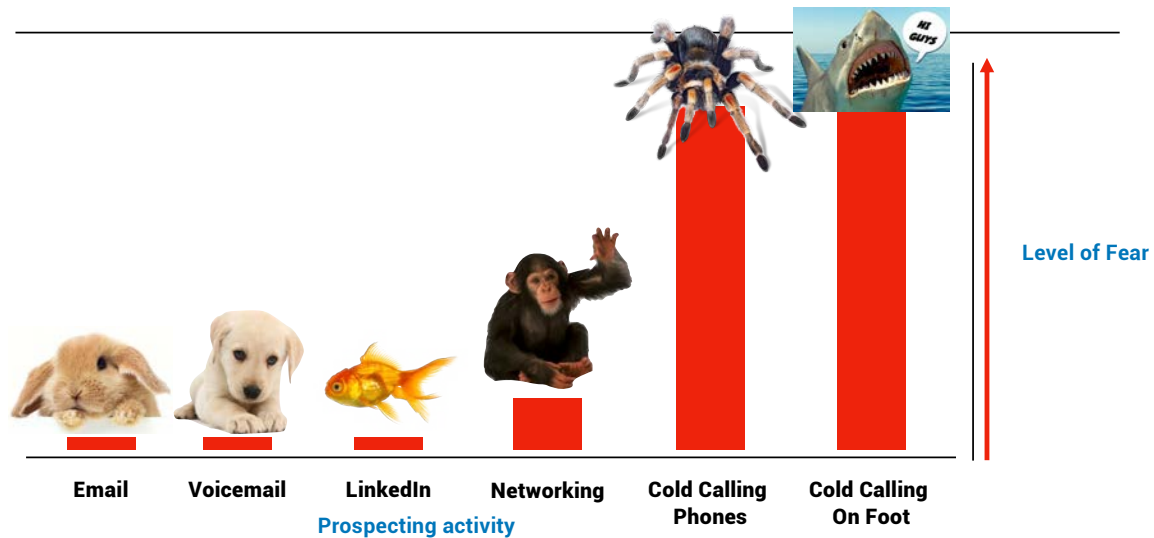 HI
GUYS
Level of Fear
Email
Voicemail
LinkedIn
Networking
Cold Calling
Phones
Cold Calling
On Foot
Prospecting activity